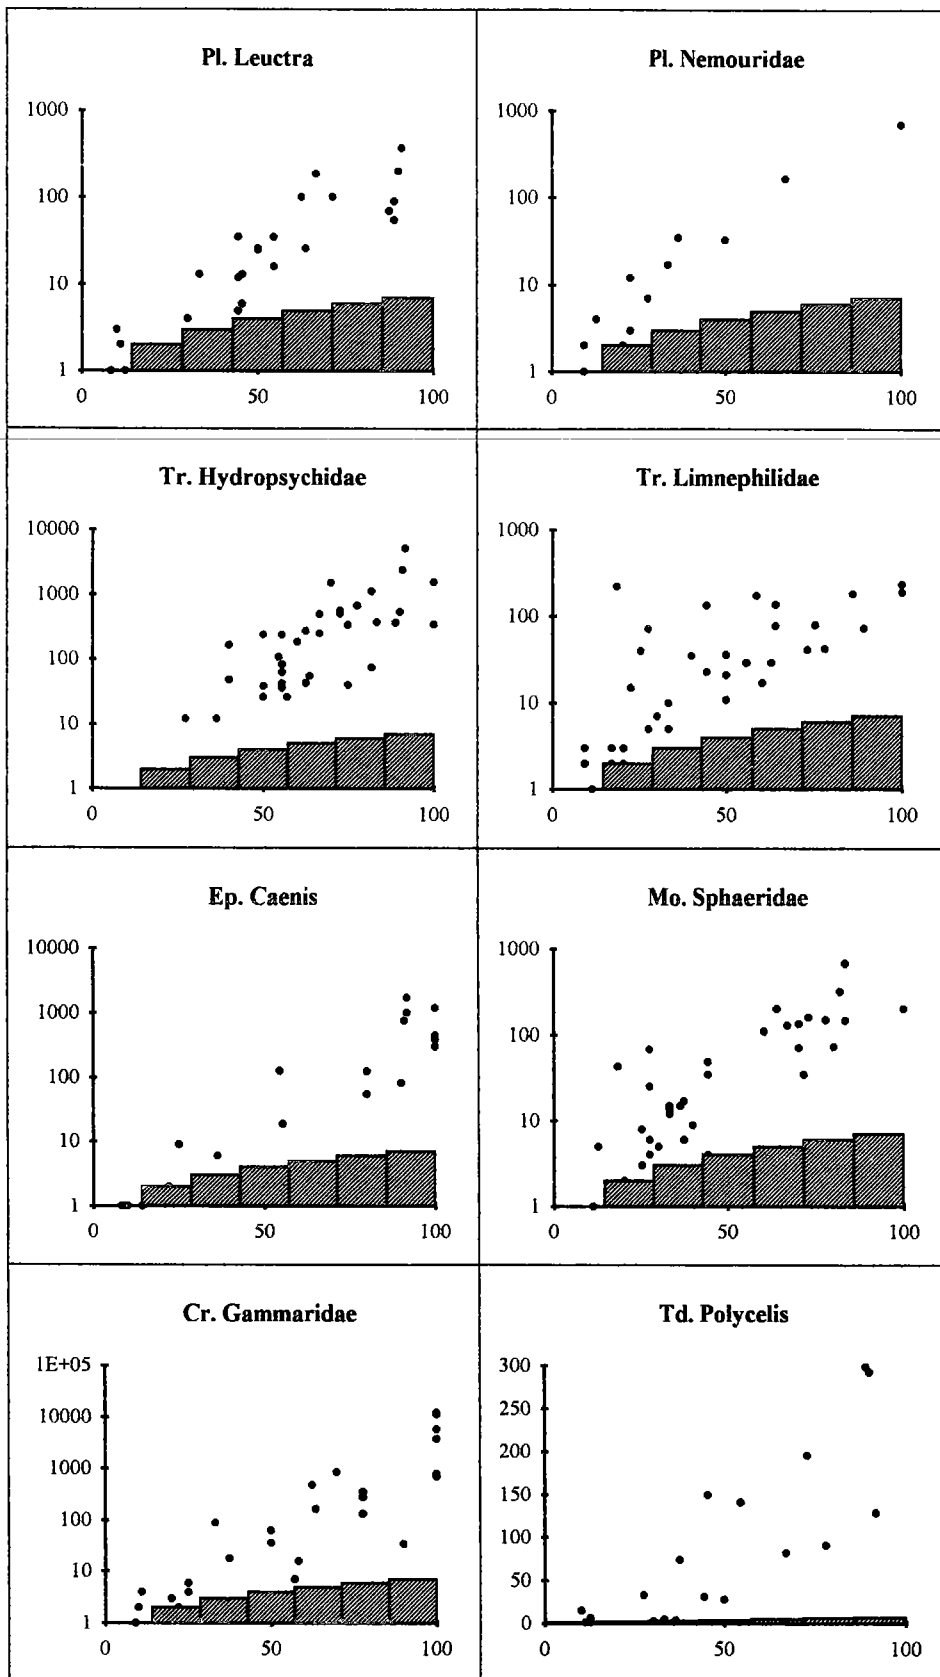 Pl. Leuctra
1000
100
10
1
0 50 100
Pl. Nemouridae
1000
100
10
1
0 50 100
Tr. Hydropsychidae
10000
1000
100
10
1
0 50 100
Tr. Limnephilidae
1000
100
10
1
0 50 100
Ep. Caenis
10000
1000
100
10
1
0 50 100
Mo. Sphaeridae
1000
100
10
1
0 50 100
Cr. Gammaridae
1E+05
10000
1000
100
10
1
0 50 100
Td. Polycelis
300
250
200
150
100
50
0
0 50 100